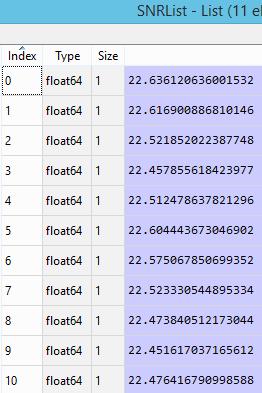 SNRList - List (11 el
Index Type Size
0 float64 1 22.636120636001532
1 float64 1 22.616900886810146
2 float64 1 22.521852022387748
3 float64 1 22.457855618423977
4 float64 1 22.512478637821296
5 float64 1 22.604443673046902
6 float64 1 22.575067850699352
7 float64 1 22.523330544895334
8 float64 1 22.473840512173044
9 float64 1 22.451617037165612
10 float64 1 22.476416790998588